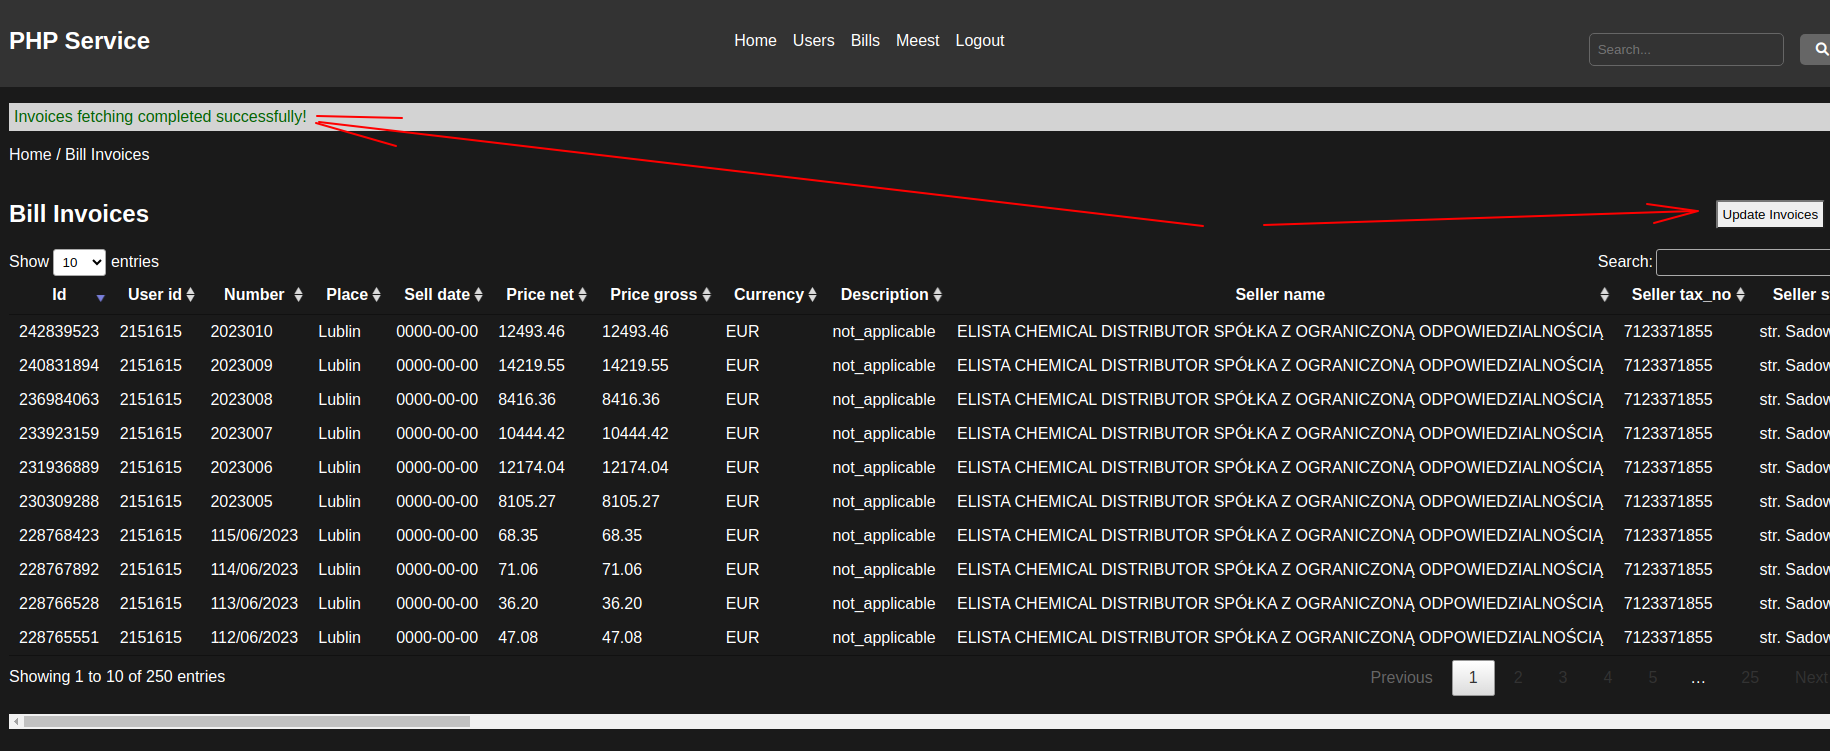 PHP Service
Home Users Bills Meest Logout
Search...
Invoices fetching completed successfully!
Home / Bill Invoices
Bill Invoices
Update Invoices
Show 10 entries
Search:
Id User id Number Place Sell date Price net Price gross Currency Description Seller name Seller tax_no Seller s
242839523 2151615 2023010 Lublin 0000-00-00 12493.46 12493.46 EUR not_applicable ELISTA CHEMICAL DISTRIBUTOR SPÓŁKA Z OGRANICZONĄ ODPOWIEDZIALNOŚCIĄ 7123371855 str. Sadow
240831894 2151615 2023009 Lublin 0000-00-00 14219.55 14219.55 EUR not_applicable ELISTA CHEMICAL DISTRIBUTOR SPÓŁKA Z OGRANICZONĄ ODPOWIEDZIALNOŚCIĄ 7123371855 str. Sadow
236984063 2151615 2023008 Lublin 0000-00-00 8416.36 8416.36 EUR not_applicable ELISTA CHEMICAL DISTRIBUTOR SPÓŁKA Z OGRANICZONĄ ODPOWIEDZIALNOŚCIĄ 7123371855 str. Sadow
233923159 2151615 2023007 Lublin 0000-00-00 10444.42 10444.42 EUR not_applicable ELISTA CHEMICAL DISTRIBUTOR SPÓŁKA Z OGRANICZONĄ ODPOWIEDZIALNOŚCIĄ 7123371855 str. Sadow
231936889 2151615 2023006 Lublin 0000-00-00 12174.04 12174.04 EUR not_applicable ELISTA CHEMICAL DISTRIBUTOR SPÓŁKA Z OGRANICZONĄ ODPOWIEDZIALNOŚCIĄ 7123371855 str. Sadow
230309288 2151615 2023005 Lublin 0000-00-00 8105.27 8105.27 EUR not_applicable ELISTA CHEMICAL DISTRIBUTOR SPÓŁKA Z OGRANICZONĄ ODPOWIEDZIALNOŚCIĄ 7123371855 str. Sadow
228768423 2151615 115/06/2023 Lublin 0000-00-00 68.35 68.35 EUR not_applicable ELISTA CHEMICAL DISTRIBUTOR SPÓŁKA Z OGRANICZONĄ ODPOWIEDZIALNOŚCIĄ 7123371855 str. Sadow
228767892 2151615 114/06/2023 Lublin 0000-00-00 71.06 71.06 EUR not_applicable ELISTA CHEMICAL DISTRIBUTOR SPÓŁKA Z OGRANICZONĄ ODPOWIEDZIALNOŚCIĄ 7123371855 str. Sadow
228766528 2151615 113/06/2023 Lublin 0000-00-00 36.20 36.20 EUR not_applicable ELISTA CHEMICAL DISTRIBUTOR SPÓŁKA Z OGRANICZONĄ ODPOWIEDZIALNOŚCIĄ 7123371855 str. Sadow
228765551 2151615 112/06/2023 Lublin 0000-00-00 47.08 47.08 EUR not_applicable ELISTA CHEMICAL DISTRIBUTOR SPÓŁKA Z OGRANICZONĄ ODPOWIEDZIALNOŚCIĄ 7123371855 str. Sadow
Showing 1 to 10 of 250 entries
Previous 1 2 3 4 5 … 25 Next